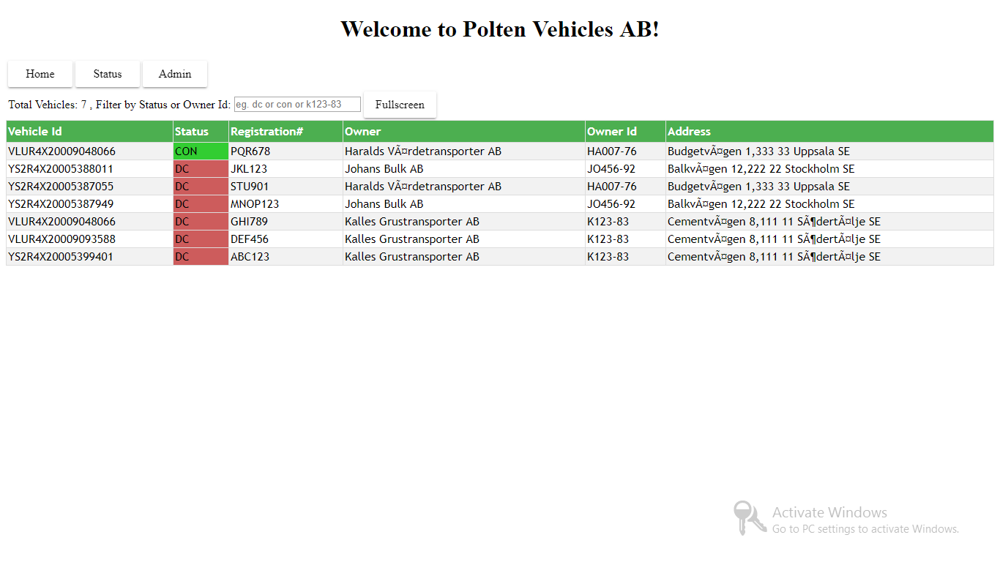 Welcome to Polten Vehicles AB!
Home Status Admin
Total Vehicles: 7 , Filter by Status or Owner Id: eg. dc or con or k123-83 Fullscreen
Vehicle Id Status Registration# Owner Owner Id Address
VLUR4X20009048066 CON PQR678 Haralds VÃ¤rdetransporter AB HA007-76 BudgetvÃ¤gen 1,333 33 Uppsala SE
YS2R4X20005388011 DC JKL123 Johans Bulk AB JO456-92 BalkvÃ¤gen 12,222 22 Stockholm SE
YS2R4X20005387055 DC STU901 Haralds VÃ¤rdetransporter AB HA007-76 BudgetvÃ¤gen 1,333 33 Uppsala SE
YS2R4X20005387949 DC MNOP123 Johans Bulk AB JO456-92 BalkvÃ¤gen 12,222 22 Stockholm SE
VLUR4X20009048066 DC GHI789 Kalles Grustransporter AB K123-83 CementvÃ¤gen 8,111 11 SÃ¶dertÃ¤lje SE
VLUR4X20009093588 DC DEF456 Kalles Grustransporter AB K123-83 CementvÃ¤gen 8,111 11 SÃ¶dertÃ¤lje SE
YS2R4X20005399401 DC ABC123 Kalles Grustransporter AB K123-83 CementvÃ¤gen 8,111 11 SÃ¶dertÃ¤lje SE
Activate Windows
Go to PC settings to activate Windows.